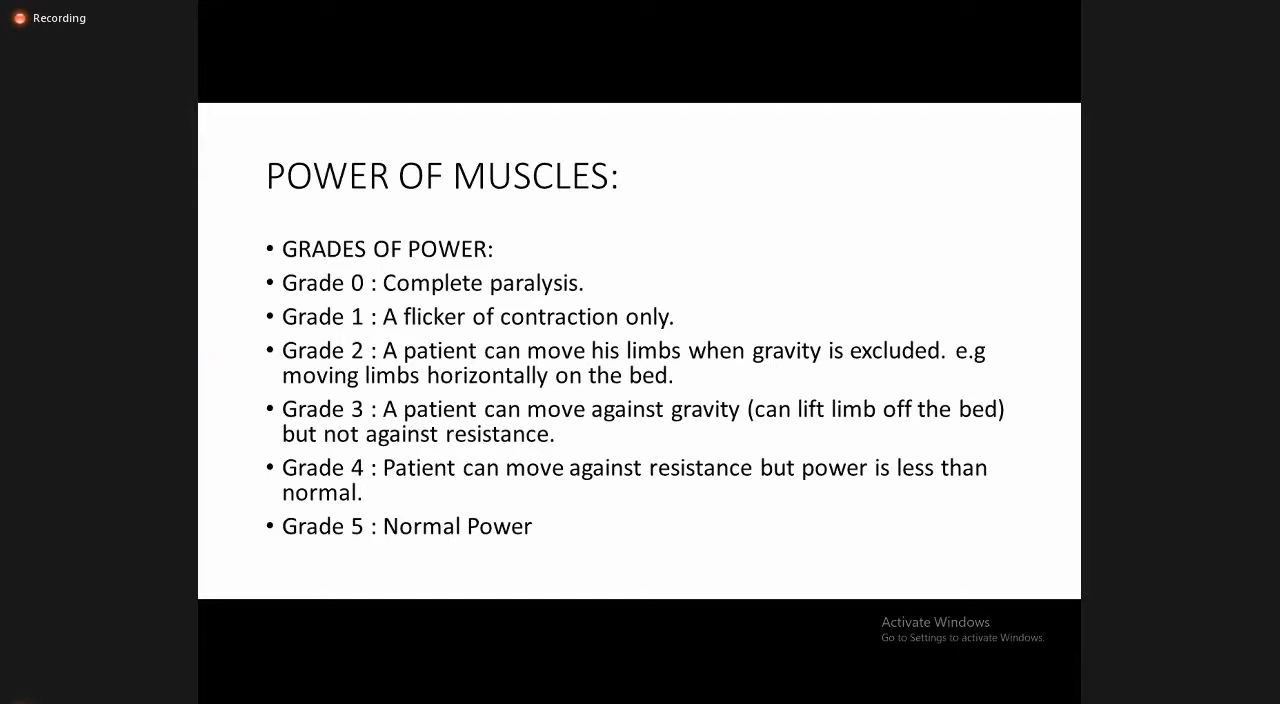 Recording
POWER OF MUSCLES:
• GRADES OF POWER:
• Grade 0 : Complete paralysis.
• Grade 1 : A flicker of contraction only.
• Grade 2 : A patient can move his limbs when gravity is excluded. e.g
moving limbs horizontally on the bed.
• Grade 3 : A patient can move against gravity (can lift limb off the bed)
but not against resistance.
• Grade 4 : Patient can move against resistance but power is less than
normal.
• Grade 5 : Normal Power
Activate Windows
Go to Settings to activate Windows.